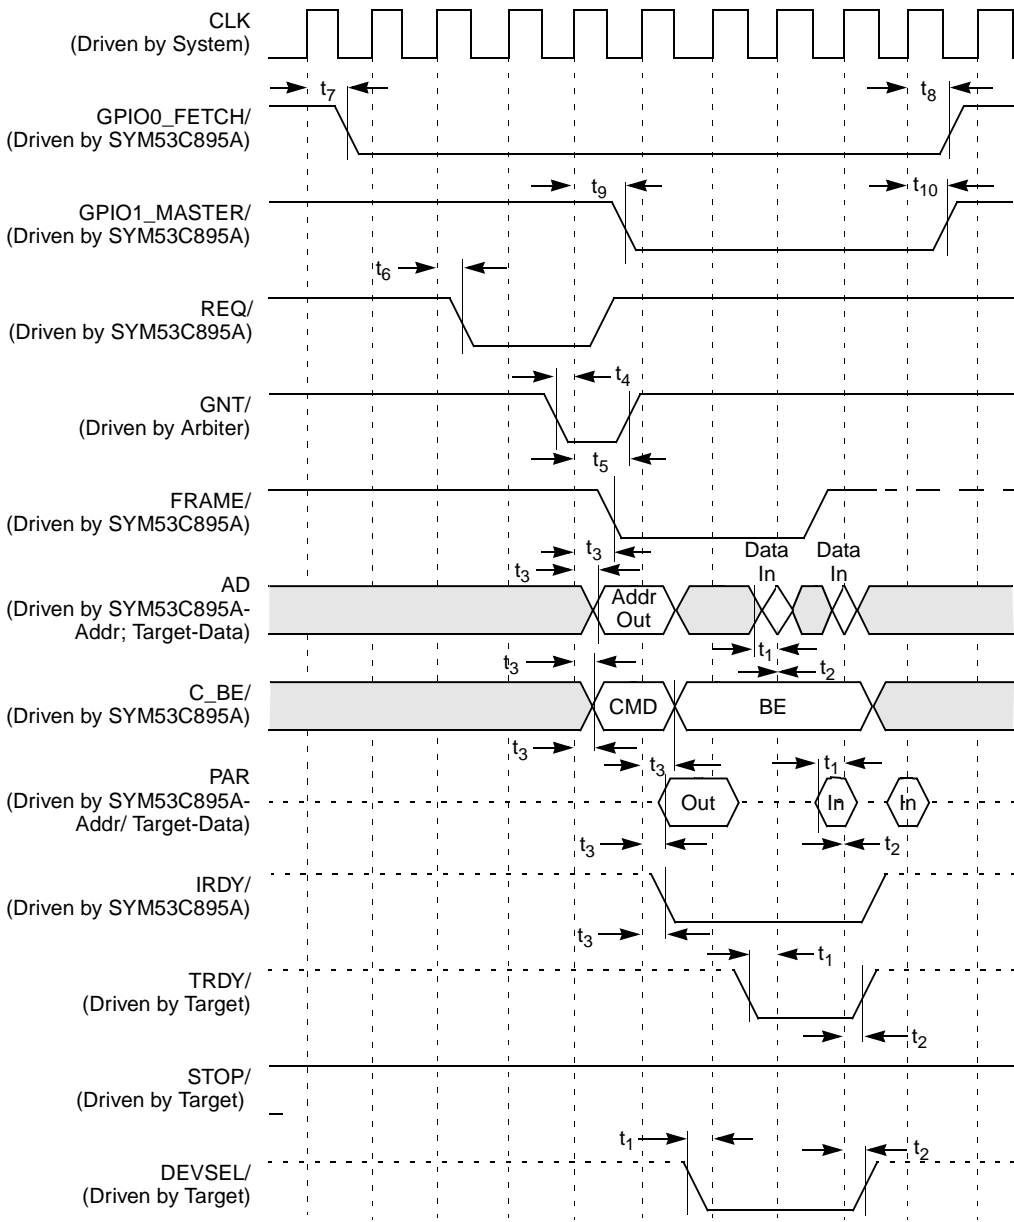 CLK
(Driven by System)
t7
t8
GPIO0_FETCH/
(Driven by SYM53C895A)
t9
t10
GPIO1_MASTER/
(Driven by SYM53C895A)
t6
REQ/
(Driven by SYM53C895A)
t4
GNT/
(Driven by Arbiter)
t5
FRAME/
(Driven by SYM53C895A)
t3
Data
In
Data
In
t3
AD
(Driven by SYM53C895A-
Addr; Target-Data)
Addr
Out
t1
t3
t2
C_BE/
(Driven by SYM53C895A)
CMD
BE
t3
t3
t1
PAR
(Driven by SYM53C895A-
Addr/ Target-Data)
Out
In
In
t3
t2
IRDY/
(Driven by SYM53C895A)
t3
t1
TRDY/
(Driven by Target)
t2
STOP/
(Driven by Target)
t1
t2
DEVSEL/
(Driven by Target)